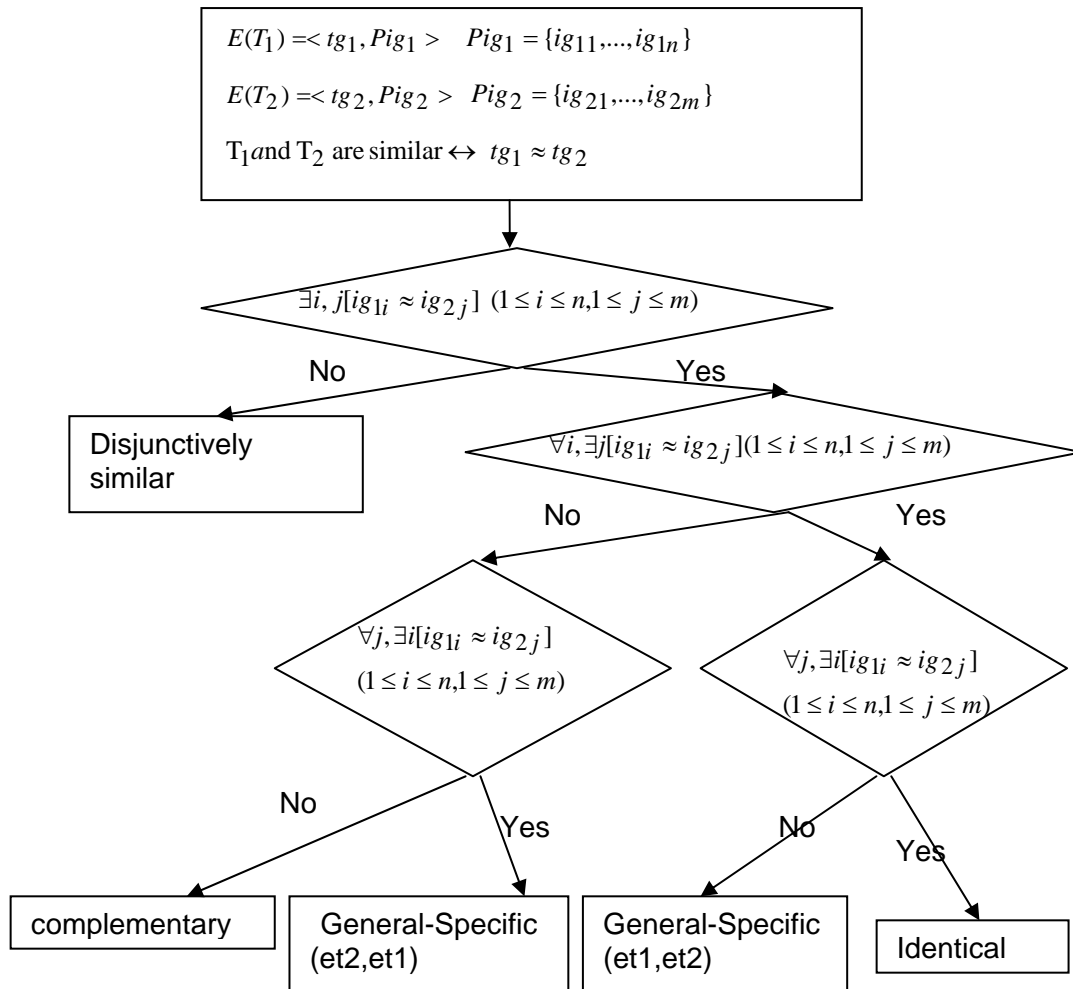 E(T₁) =< tg₁, Pig₁ > Pig₁ = {ig₁₁,...,ig₁ₙ}
E(T₂) =< tg₂, Pig₂ > Pig₂ = {ig₂₁,...,ig₂ₘ}
T₁and T₂ are similar ↔ tg₁ ≈ tg₂
∃i, j[ig₁ᵢ ≈ ig₂ⱼ] (1 ≤ i ≤ n,1 ≤ j ≤ m)
No
Yes
Disjunctively
similar
∀i, ∃j[ig₁ᵢ ≈ ig₂ⱼ](1 ≤ i ≤ n,1 ≤ j ≤ m)
No
Yes
∀j, ∃i[ig₁ᵢ ≈ ig₂ⱼ]
(1 ≤ i ≤ n,1 ≤ j ≤ m)
∀j, ∃i[ig₁ᵢ ≈ ig₂ⱼ]
(1 ≤ i ≤ n,1 ≤ j ≤ m)
No
Yes
No
Yes
complementary
General-Specific
(et2,et1)
General-Specific
(et1,et2)
Identical